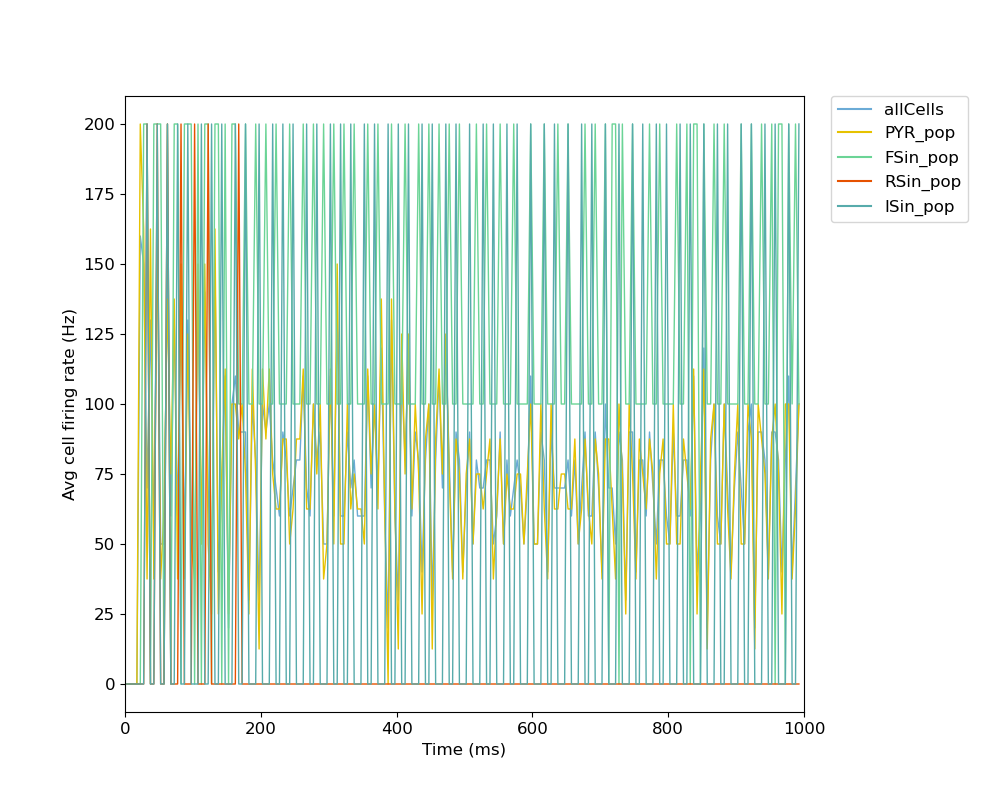 allCells
PYR_pop
FSin_pop
RSin_pop
ISin_pop
200
175
150
125
100
75
50
25
0
Avg cell firing rate (Hz)
0 200 400 600 800 1000
Time (ms)